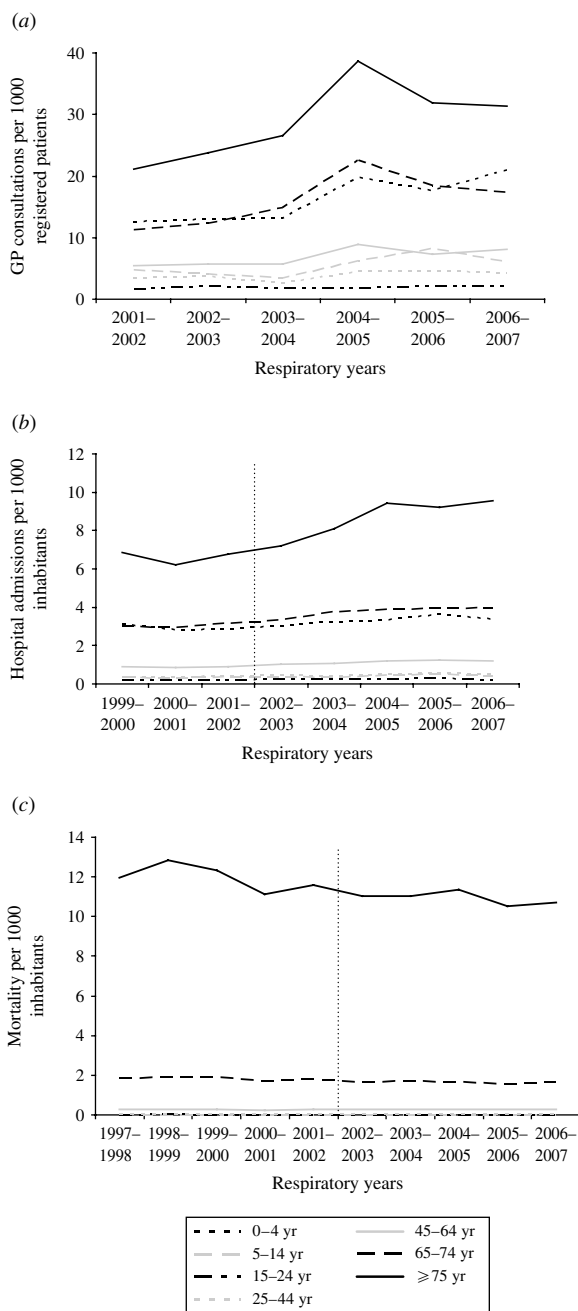 (a)
GP consultations per 1000
registered patients
40
30
20
10
0
2001– 2002– 2003– 2004– 2005– 2006–
2002 2003 2004 2005 2006 2007
Respiratory years
(b)
Hospital admissions per 1000
inhabitants
12
10
8
6
4
2
0
1999– 2000– 2001– 2002– 2003– 2004– 2005– 2006–
2000 2001 2002 2003 2004 2005 2006 2007
Respiratory years
(c)
Mortality per 1000
inhabitants
14
12
10
8
6
4
2
0
1997– 1998– 1999– 2000– 2001– 2002– 2003– 2004– 2005– 2006–
1998 1999 2000 2001 2002 2003 2004 2005 2006 2007
Respiratory years
0–4 yr 45–64 yr
5–14 yr 65–74 yr
15–24 yr ⩾75 yr
25–44 yr